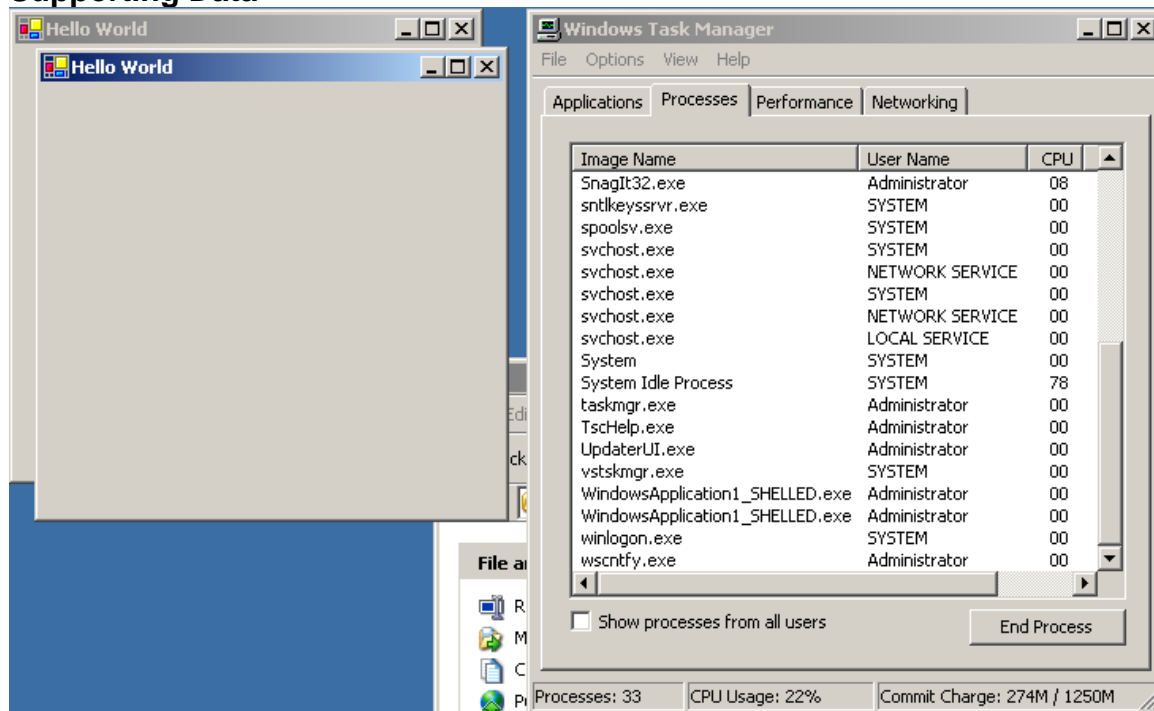 Supporting Data
Hello World
Hello World
Windows Task Manager
File Options View Help
Applications Processes Performance Networking
Image Name User Name CPU
SnagIt32.exe Administrator 08
sntlkeyssrvr.exe SYSTEM 00
spoolsv.exe SYSTEM 00
svchost.exe SYSTEM 00
svchost.exe NETWORK SERVICE 00
svchost.exe SYSTEM 00
svchost.exe NETWORK SERVICE 00
svchost.exe LOCAL SERVICE 00
System SYSTEM 00
System Idle Process SYSTEM 78
taskmgr.exe Administrator 00
TscHelp.exe Administrator 00
UpdaterUI.exe Administrator 00
vstskmgr.exe SYSTEM 00
WindowsApplication1_SHELLED.exe Administrator 00
WindowsApplication1_SHELLED.exe Administrator 00
winlogon.exe SYSTEM 00
wscntfy.exe Administrator 00
Show processes from all users
End Process
Processes: 33 CPU Usage: 22% Commit Charge: 274M / 1250M
Edi
ck
File a
R
M
C